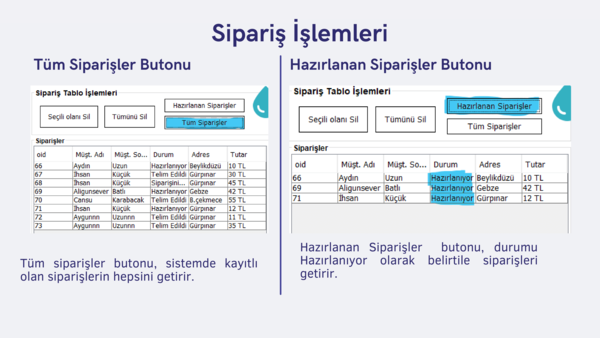 Sipariş İşlemleri
Tüm Siparişler Butonu
Sipariş Tablo İşlemleri
Seçili olanı Sil
Tümünü Sil
Hazırlanan Siparişler
Tüm Siparişler
Siparişler
oid Müşt. Adı Müşt. So... Durum Adres Tutar
66 Aydın Uzun Hazırlanıyor Beylikdüzü 10 TL
67 İhsan Küçük Telim Edildi Gürpınar 30 TL
68 İhsan Küçük Siparişini... Gürpınar 45 TL
69 Aligunsever Batlı Hazırlanıyor Gebze 42 TL
70 Cansu Karabacak Telim Edildi B.çekmece 55 TL
71 İhsan Küçük Hazırlanıyor Gürpınar 12 TL
72 Aygunnn Uzunnn Telim Edildi Gürpınar 11 TL
73 Aygunnn Uzunnn Telim Edildi Gürpınar 35 TL
Tüm siparişler butonu, sistemde kayıtlı
olan siparişlerin hepsini getirir.
Hazırlanan Siparişler Butonu
Sipariş Tablo İşlemleri
Seçili olanı Sil
Tümünü Sil
Hazırlanan Siparişler
Tüm Siparişler
Siparişler
oid Müşt. Adı Müşt. So... Durum Adres Tutar
66 Aydın Uzun Hazırlanıyor Beylikdüzü 10 TL
69 Aligunsever Batlı Hazırlanıyor Gebze 42 TL
71 İhsan Küçük Hazırlanıyor Gürpınar 12 TL
Hazırlanan Siparişler butonu, durumu
Hazırlanıyor olarak belirtile siparişleri
getirir.